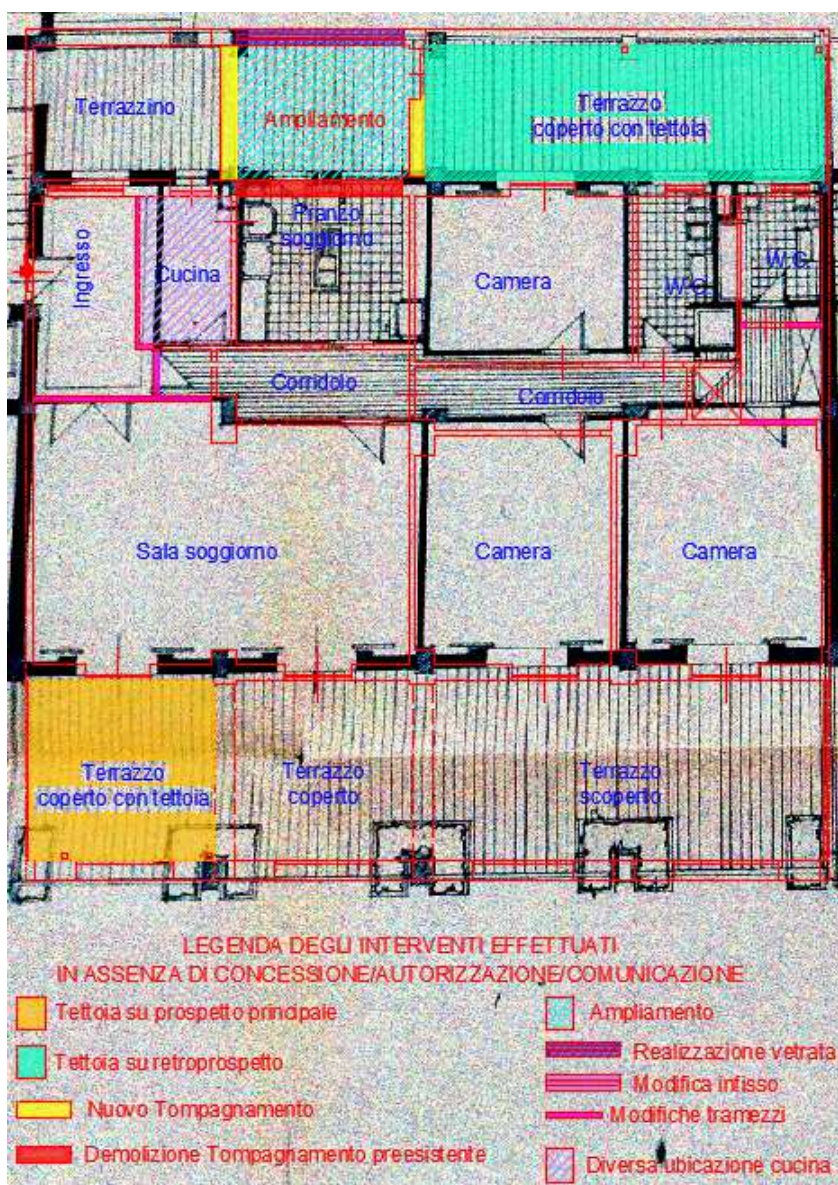 Terrazzino
Ampliamento
Terrazzo
coperto con tettoia
Ingresso
Cucina
Pranzo
soggiorno
Camera
W.C.
W.C.
Corridoio
Corridoio
Sala soggiorno
Camera
Camera
Terrazzo
coperto con tettoia
Terrazzo
coperto
Terrazzo
scoperto
LEGENDA DEGLI INTERVENTI EFFETTUATI
IN ASSENZA DI CONCESSIONE/AUTORIZZAZIONE/COMUNICAZIONE
Tettoia su prospetto principale
Tettoia su retroprospetto
Nuovo Tompagnamento
Demolizione Tompagnamento preesistente
Ampliamento
Realizzazione vetrata
Modifica infisso
Modifiche tramezzi
Diversa ubicazione cucina